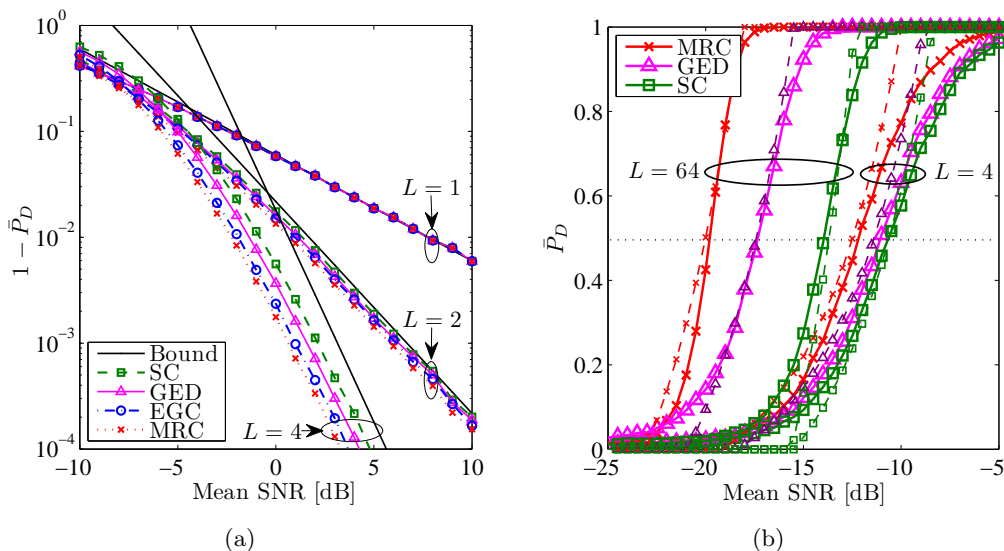 10^0
10^-1
10^-2
10^-3
10^-4
1 − P̄_D
−10 −5 0 5 10
Mean SNR [dB]
L = 1
L = 2
L = 4
Bound
SC
GED
EGC
MRC
(a)
1
0.8
0.6
0.4
0.2
0
P̄_D
−25 −20 −15 −10 −5
Mean SNR [dB]
MRC
GED
SC
L = 64
L = 4
(b)